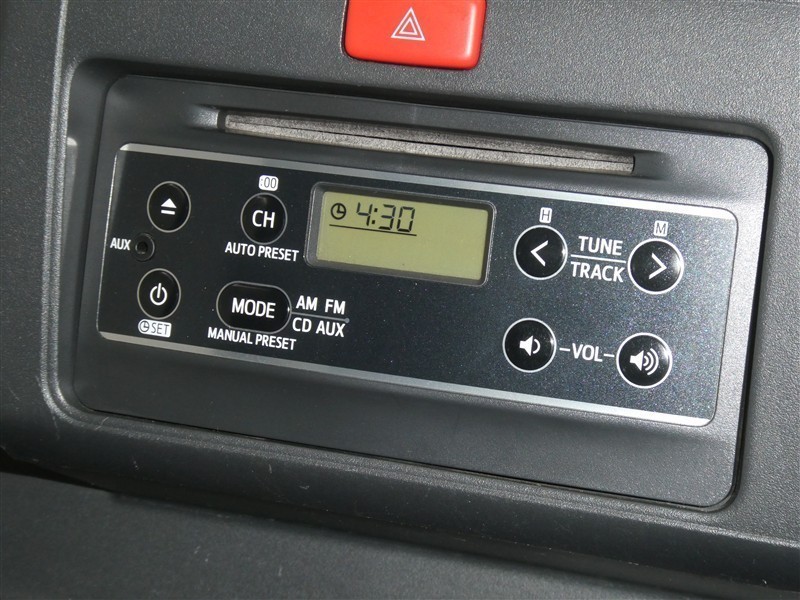 :00
H
M
CH
4:30
TUNE
TRACK
AUX
AUTO PRESET
MODE
AM FM
CD AUX
SET
MANUAL PRESET
-VOL-